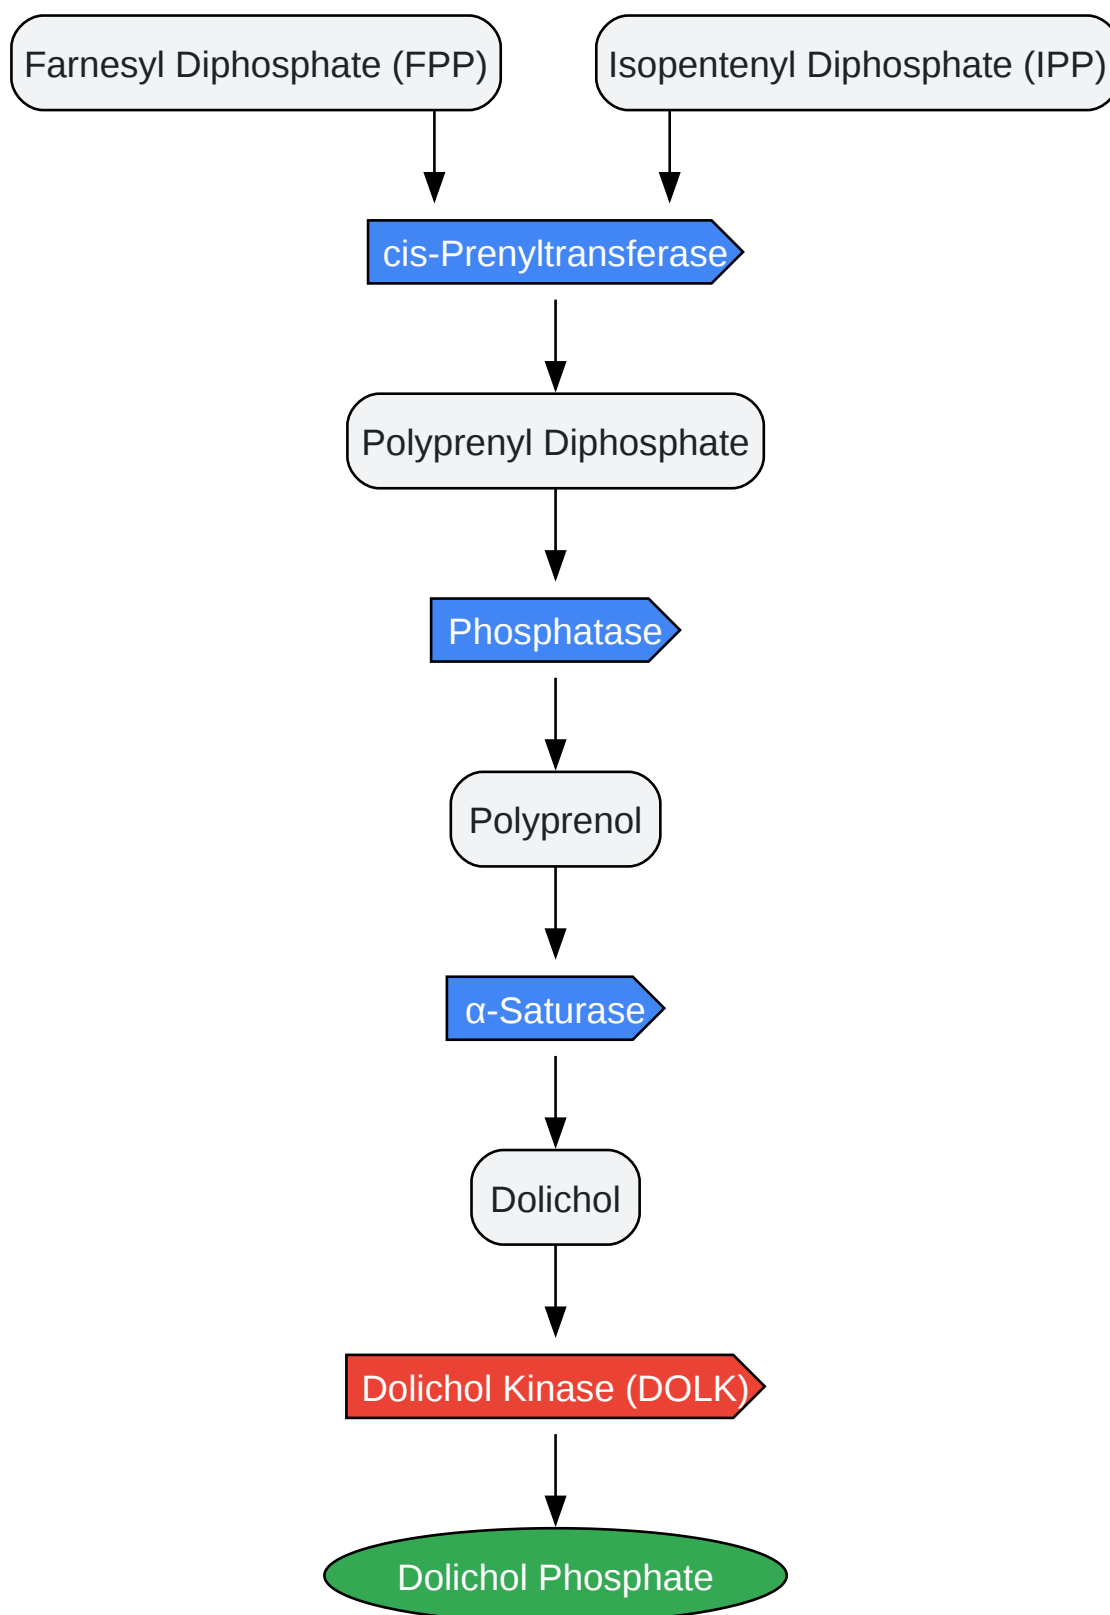 Farnesyl Diphosphate (FPP)
Isopentenyl Diphosphate (IPP)
cis-Prenyltransferase
Polyprenyl Diphosphate
Phosphatase
Polyprenol
α-Saturase
Dolichol
Dolichol Kinase (DOLK)
Dolichol Phosphate